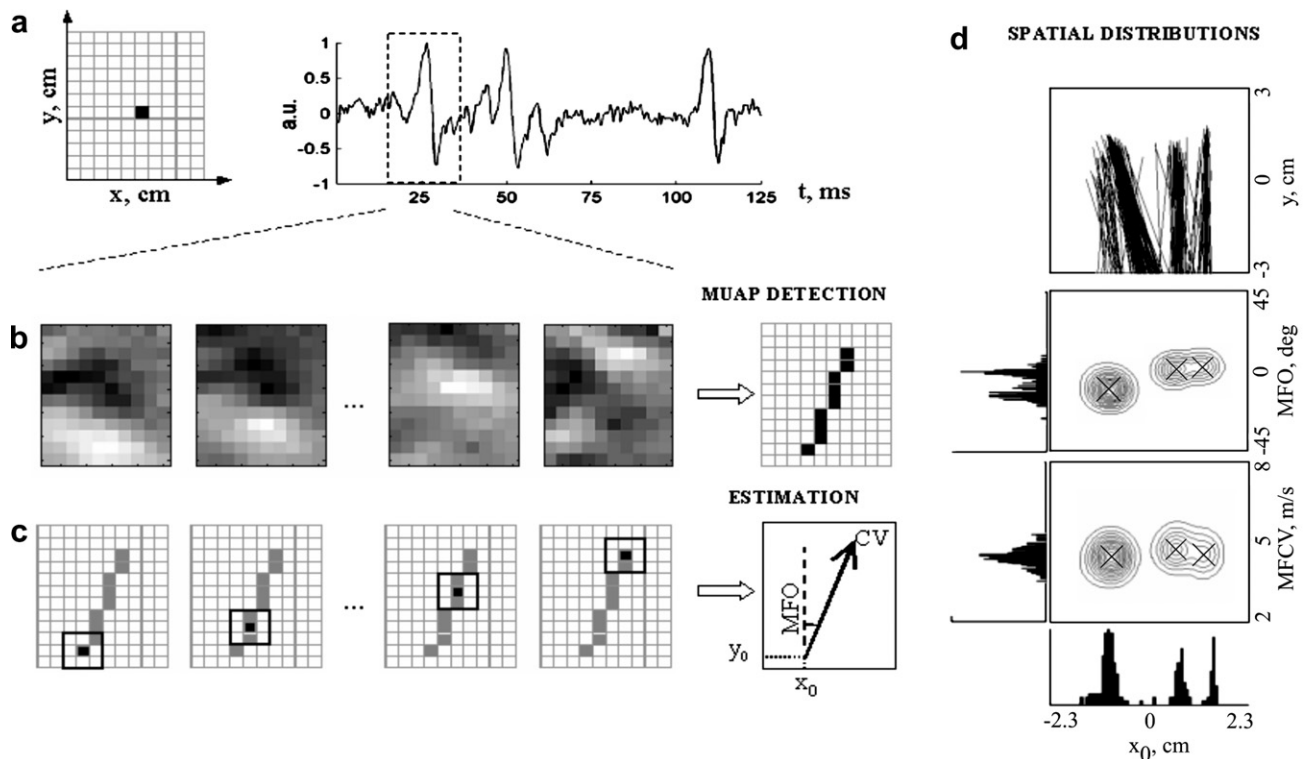 a
y, cm
x, cm
a.u.
1
0.5
0
-0.5
-1
25
50
75
100
125
t, ms
MUAP DETECTION
b
...
c
...
ESTIMATION
CV
MFO
y0
x0
d
SPATIAL DISTRIBUTIONS
3
0
-3
y, cm
45
0
-45
MFO, deg
8
5
2
MFCV, m/s
-2.3
0
2.3
x0, cm